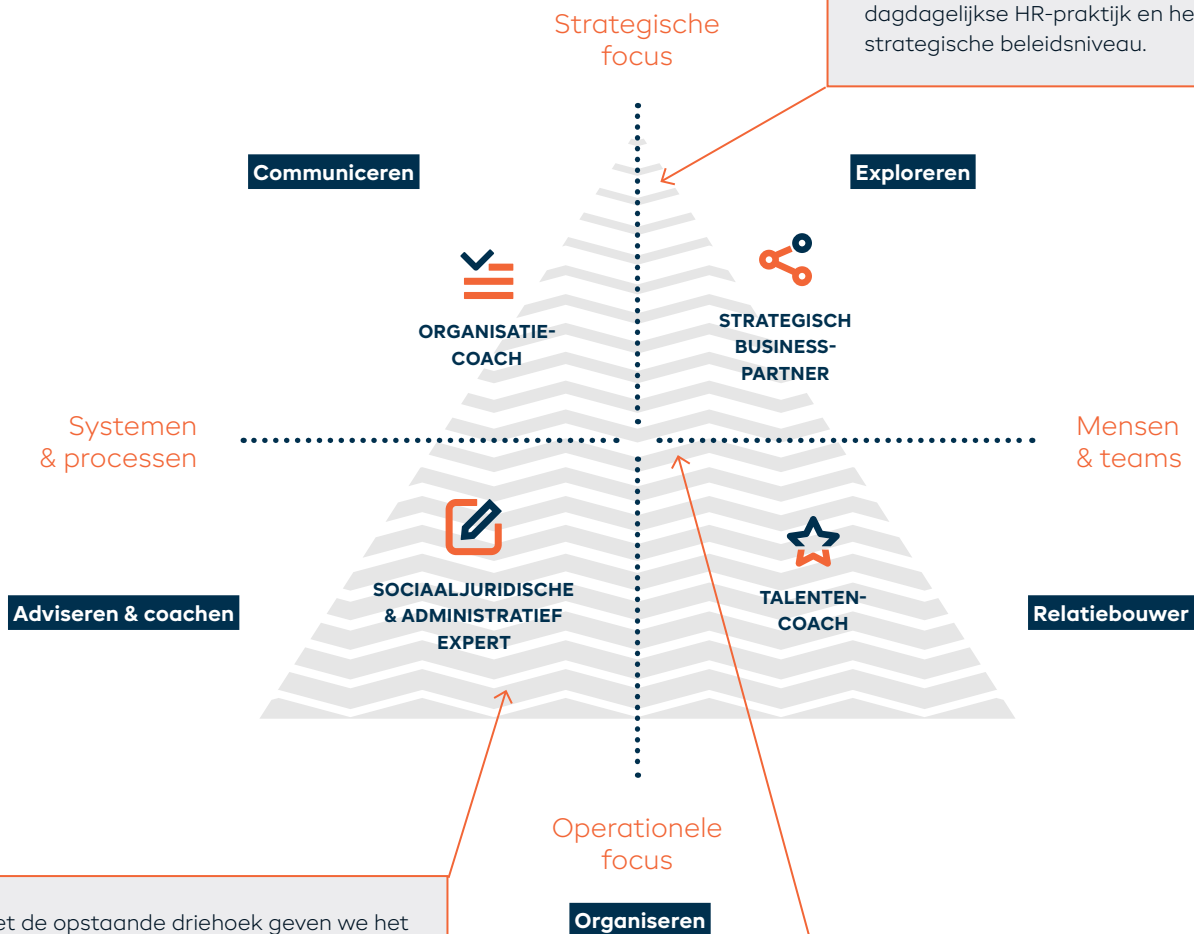 dagdagelijkse HR-praktijk en he
strategische beleidsniveau.
Strategische
focus
Communiceren
Exploreren
ORGANISATIE-
COACH
STRATEGISCH
BUSINESS-
PARTNER
Systemen
& processen
Mensen
& teams
SOCIAALJURIDISCHE
& ADMINISTRATIEF
EXPERT
TALENTEN-
COACH
Adviseren & coachen
Relatiebouwer
Operationele
focus
Organiseren
et de opstaande driehoek geven we het